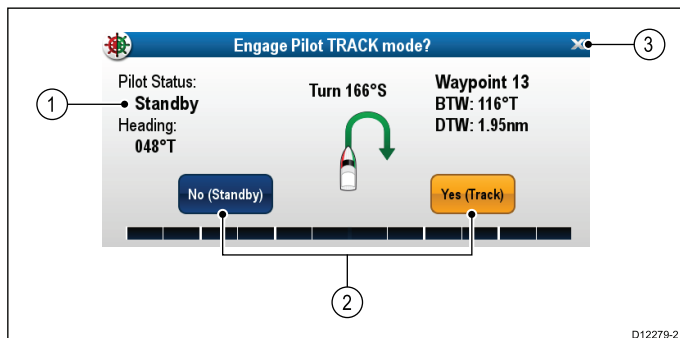 Engage Pilot TRACK mode?
3
Pilot Status:
Standby
Heading:
048°T
1
Turn 166°S
Waypoint 13
BTW: 116°T
DTW: 1.95nm
No (Standby)
Yes (Track)
2
D12279-2